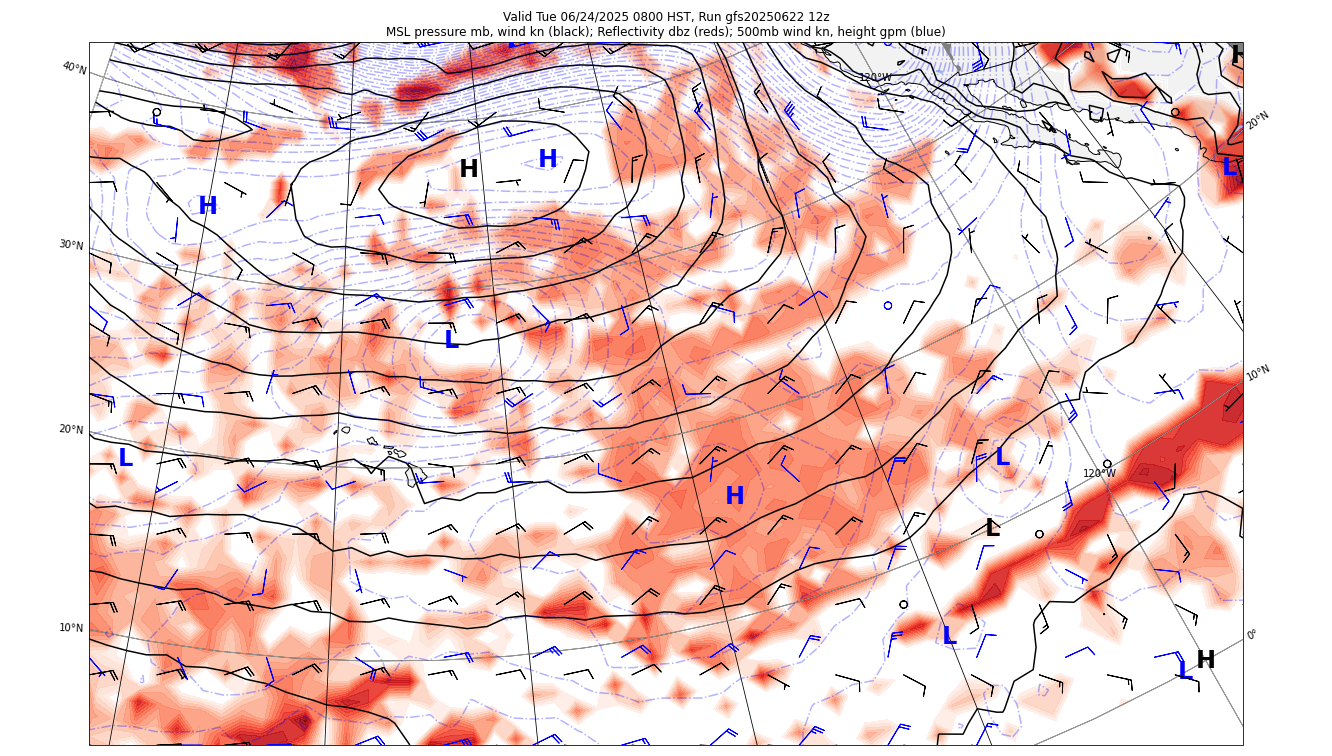 Valid Tue 06/24/2025 0800 HST, Run gfs20250622 12z
MSL pressure mb, wind kn (black); Reflectivity dbz (reds); 500mb wind kn, height gpm (blue)
L
H
40°N
120°W
20°N
H
H
L
H
30°N
L
10°N
20°N
L
L
120°W
H
L
10°N
L
0°
H
L